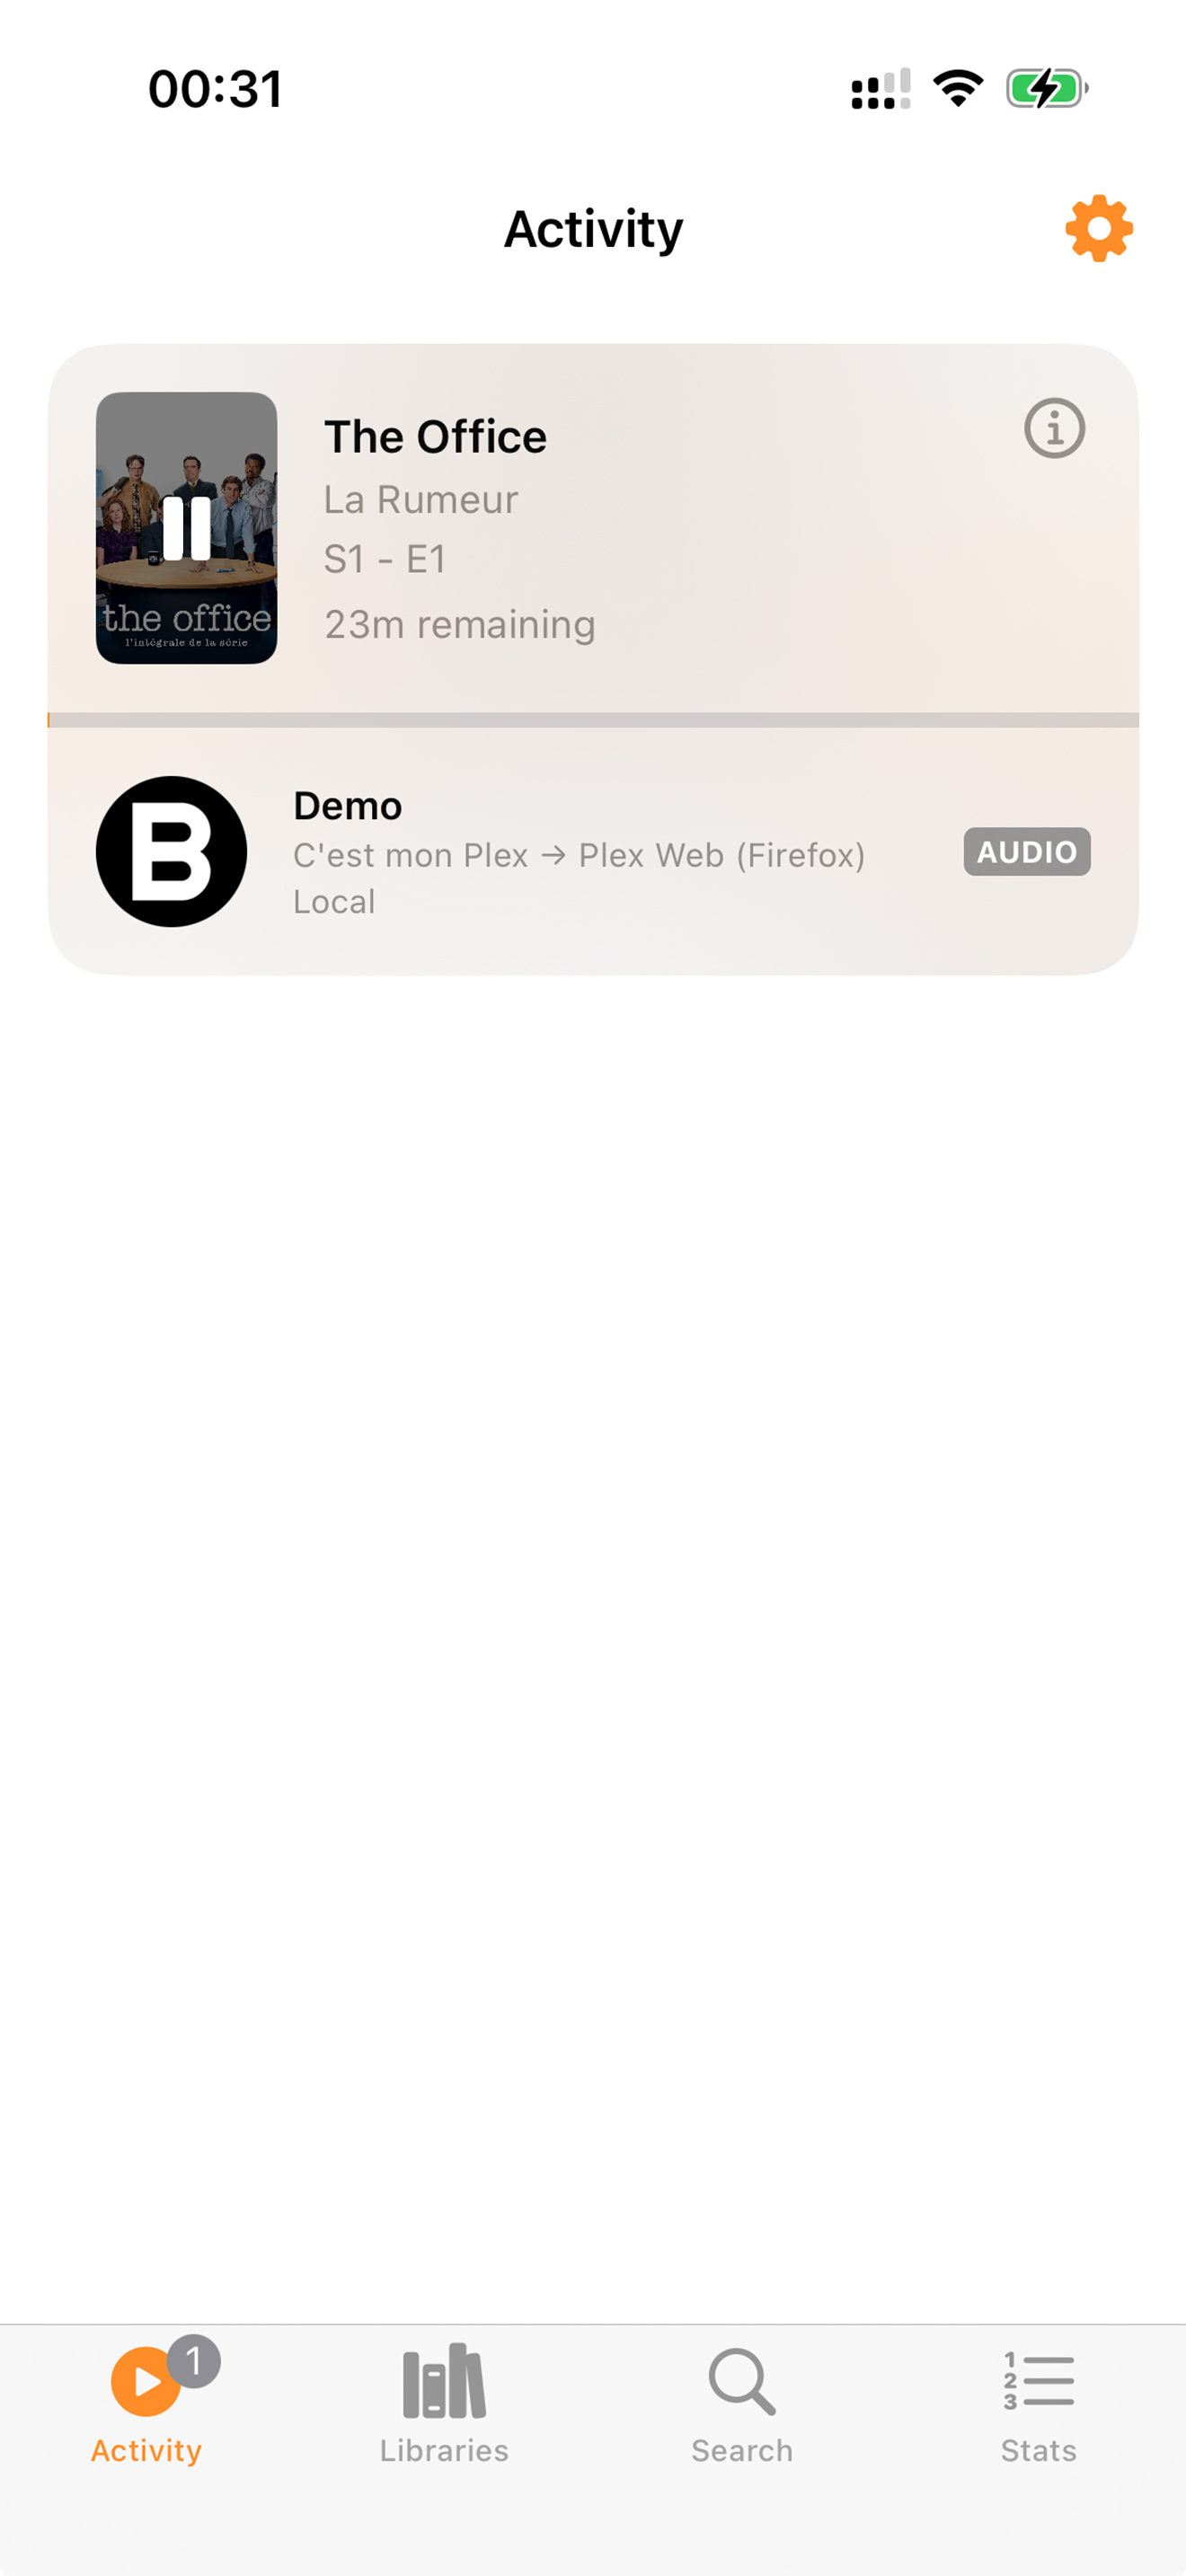 00:31
Activity
The Office
La Rumeur
S1 - E1
23m remaining
the office
l'intégrale de la série
B
Demo
C'est mon Plex → Plex Web (Firefox)
Local
AUDIO
1
Activity
Libraries
Search
1
2
3
Stats